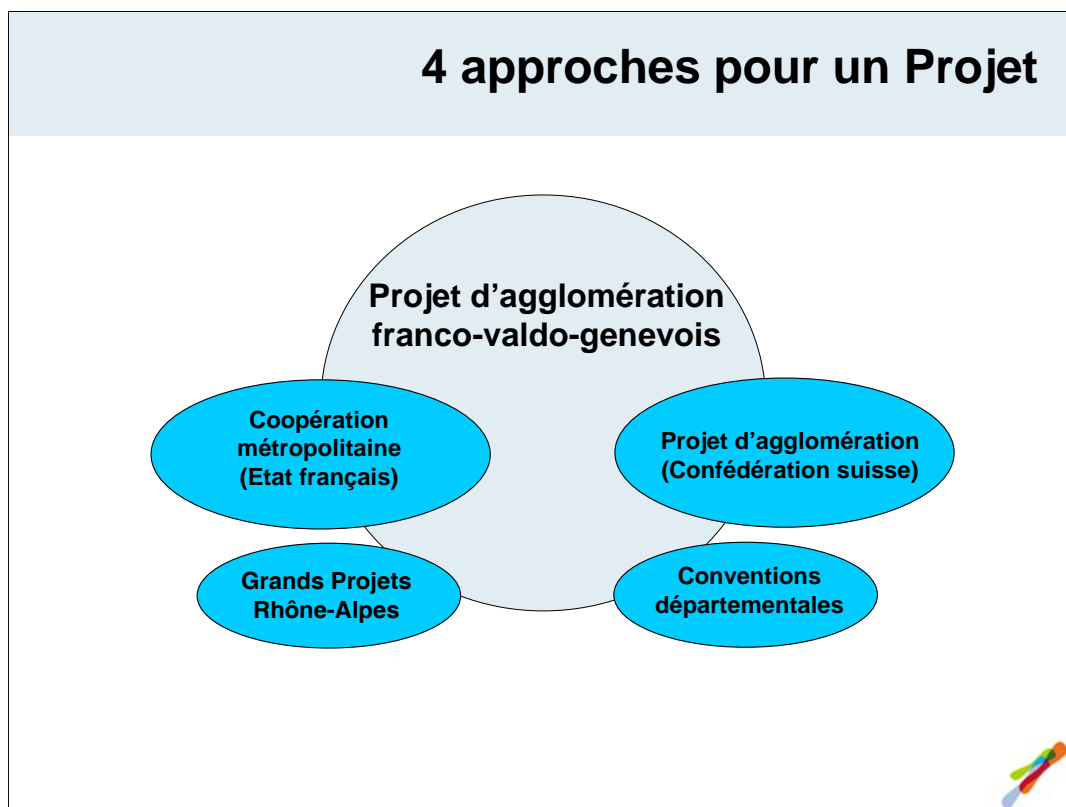 4 approches pour un Projet
Projet d’agglomération
franco-valdo-genevois
Coopération
métropolitaine
(Etat français)
Projet d’agglomération
(Confédération suisse)
Grands Projets
Rhône-Alpes
Conventions
départementales